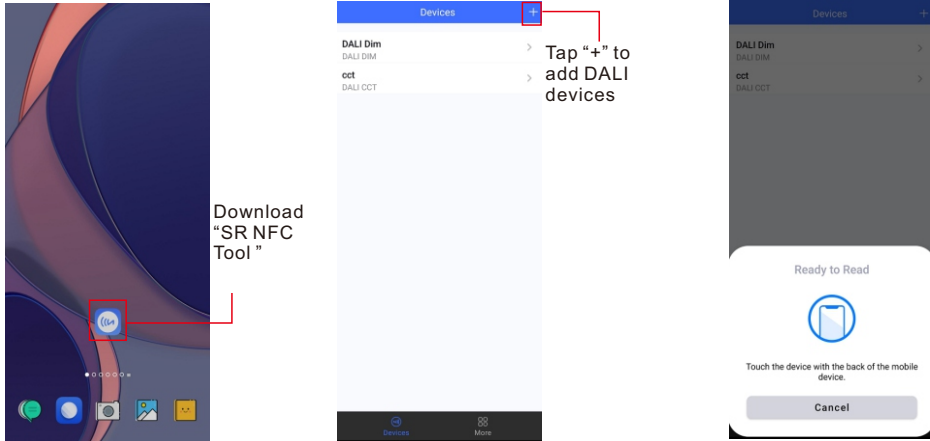 Download
“SR NFC
Tool ”
Devices
+
DALI Dim
DALI DIM
cct
DALI CCT
Devices
More
Tap “+” to
add DALI
devices
Devices
+
DALI Dim
DALI DIM
cct
DALI CCT
Ready to Read
Touch the device with the back of the mobile
device.
Cancel